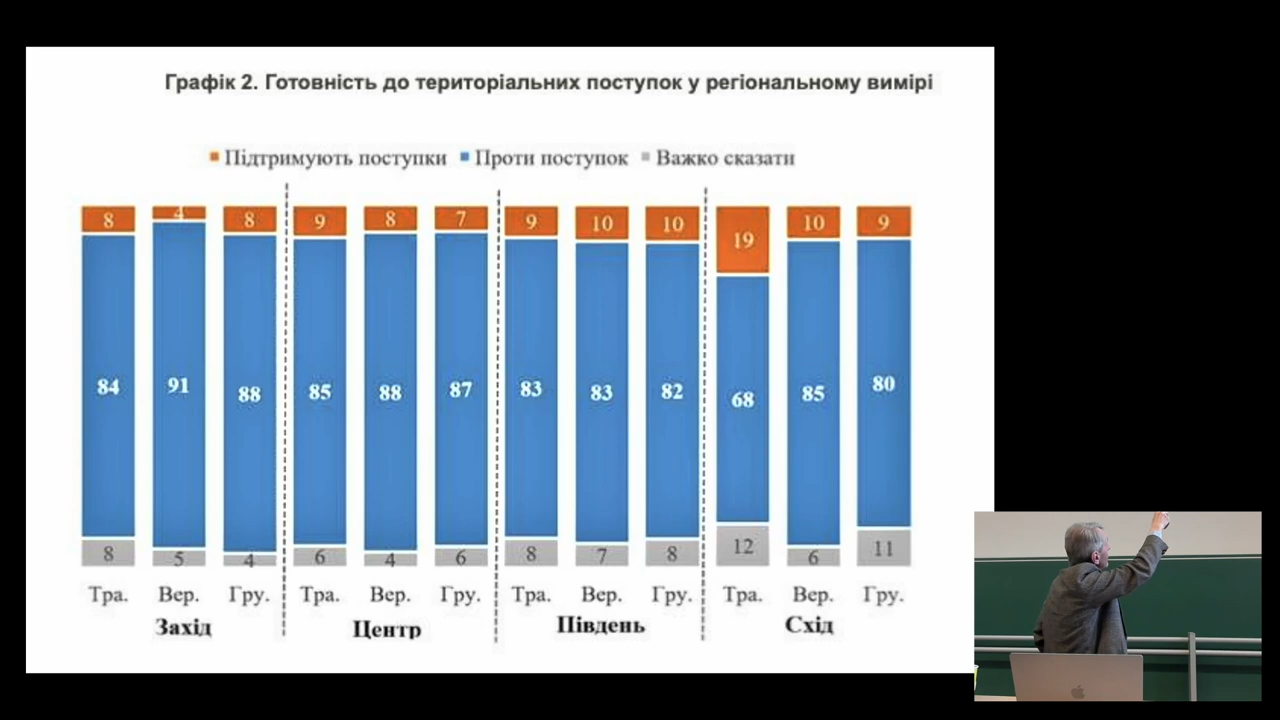 Графік 2. Готовність до територіальних поступок у регіональному вимірі
Підтримують поступки Проти поступок Важко сказати
8 4 8 9 8 7 9 10 10 19 10 9
84 91 88 85 88 87 83 83 82 68 85 80
8 5 4 6 4 6 8 7 8 12 6 11
Тра. Вер. Гру. Тра. Вер. Гру. Тра. Вер. Гру. Тра. Вер. Гру.
Захід Центр Південь Схід